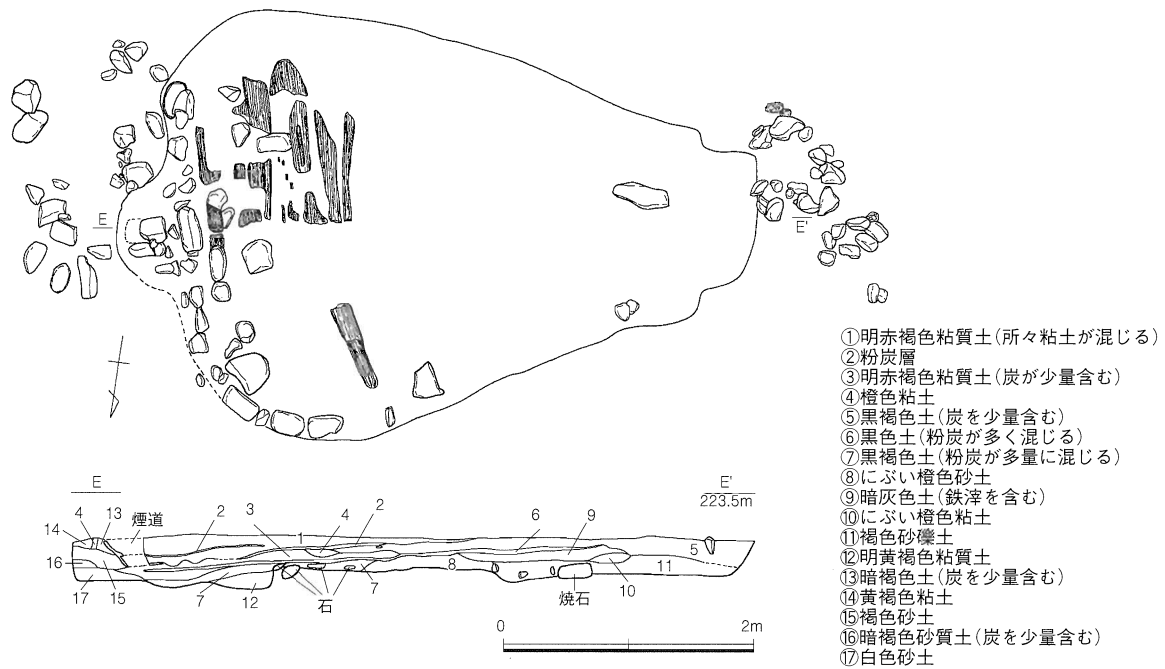 E
E'
①明赤褐色粘質土(所々粘土が混じる)
②粉炭層
③明赤褐色粘質土(炭が少量含む)
④橙色粘土
⑤黒褐色土(炭を少量含む)
⑥黒色土(粉炭が多く混じる)
⑦黒褐色土(粉炭が多量に混じる)
⑧にぶい橙色砂土
⑨暗灰色土(鉄滓を含む)
⑩にぶい橙色粘土
⑪褐色砂礫土
⑫明黄褐色粘質土
⑬暗褐色土(炭を少量含む)
⑭黄褐色粘土
⑮褐色砂土
⑯暗褐色砂質土(炭を少量含む)
⑰白色砂土
E
E'
223.5m
4 13 煙道 2 3 4 2 6 9
14 1 5
16 8 11
17 15 7 12 石 7 焼石 10
0 2m